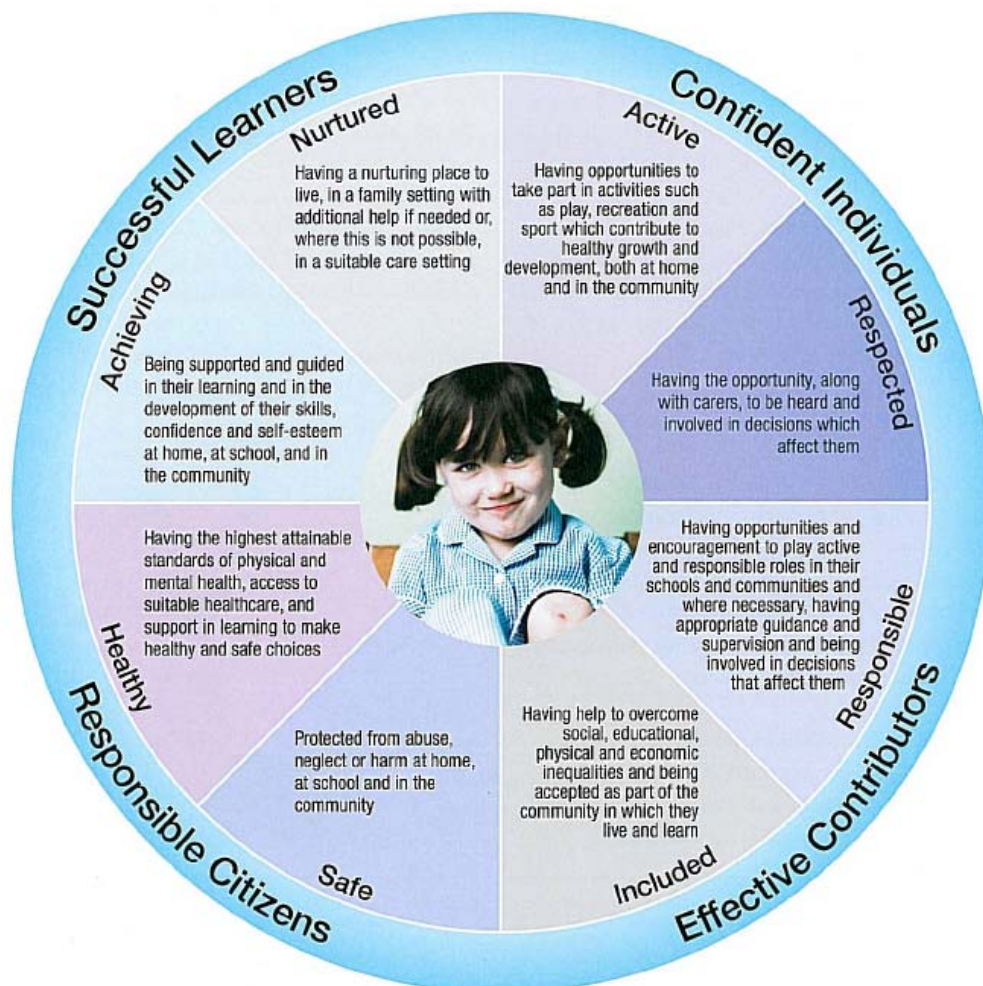 Successful Learners
Confident Individuals
Nurtured
Having a nurturing place to
live, in a family setting with
additional help if needed or,
where this is not possible,
in a suitable care setting
Active
Having opportunities to
take part in activities such
as play, recreation and
sport which contribute to
healthy growth and
development, both at home
and in the community
Achieving
Being supported and guided
in their learning and in the
development of their skills,
confidence and self-esteem
at home, at school, and in
the community
Respected
Having the opportunity, along
with carers, to be heard and
involved in decisions which
affect them
Healthy
Having the highest attainable
standards of physical and
mental health, access to
suitable healthcare, and
support in learning to make
healthy and safe choices
Responsible
Having opportunities and
encouragement to play active
and responsible roles in their
schools and communities and
where necessary, having
appropriate guidance and
supervision and being
involved in decisions
that affect them
Safe
Protected from abuse,
neglect or harm at home,
at school and in the
community
Included
Having help to overcome
social, educational,
physical and economic
inequalities and being
accepted as part of the
community in which they
live and learn
Responsible Citizens
Effective Contributors